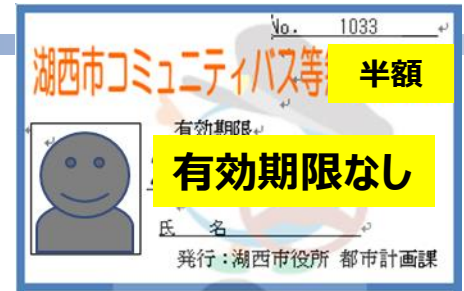 No. 1033
湖西市コミュニティバス等
半額
有効期限
有効期限なし
氏 名
発行：湖西市役所 都市計画課